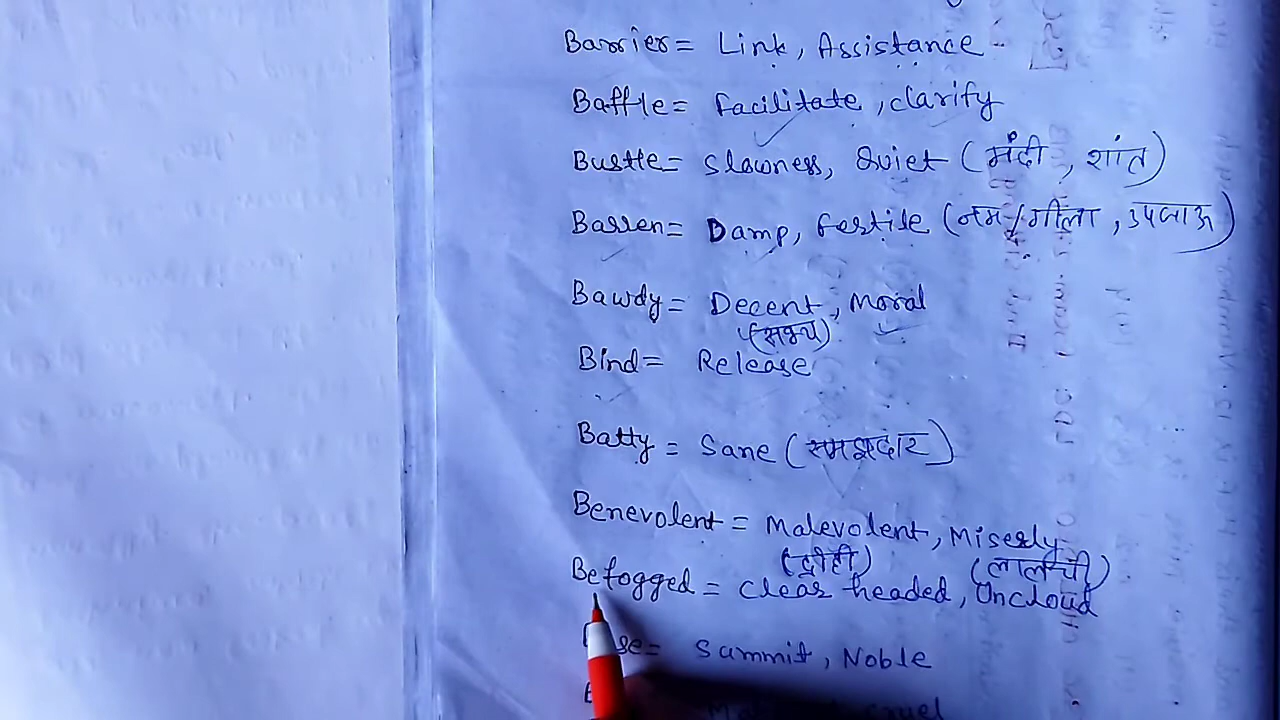 Barrier = Link, Assistance
Baffle = Facilitate, clarify
Bustle = Slowness, Quiet (मंदी, शांत)
Barren = Damp, Fertile (नम/गीला, उपजाऊ)
Bawdy = Decent, Moral
(सभ्य)
Bind = Release
Batty = Sane (समझदार)
Benevolent = Malevolent, Miserly
(द्रोही) (लालची)
Befogged = Clear headed, Uncloud
= Summit, Noble
cruel